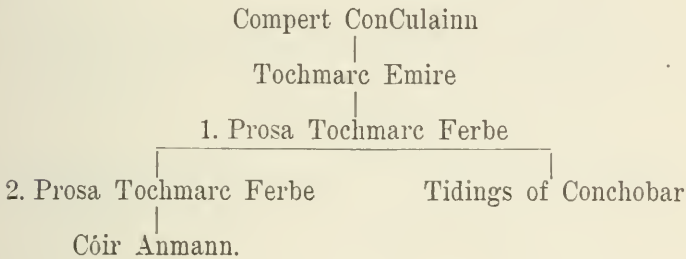 Compert ConCulainn
Tochmarc Emire
1. Prosa Tochmarc Ferbe
2. Prosa Tochmarc Ferbe Tidings of Conchobar
Cóir Anmann.